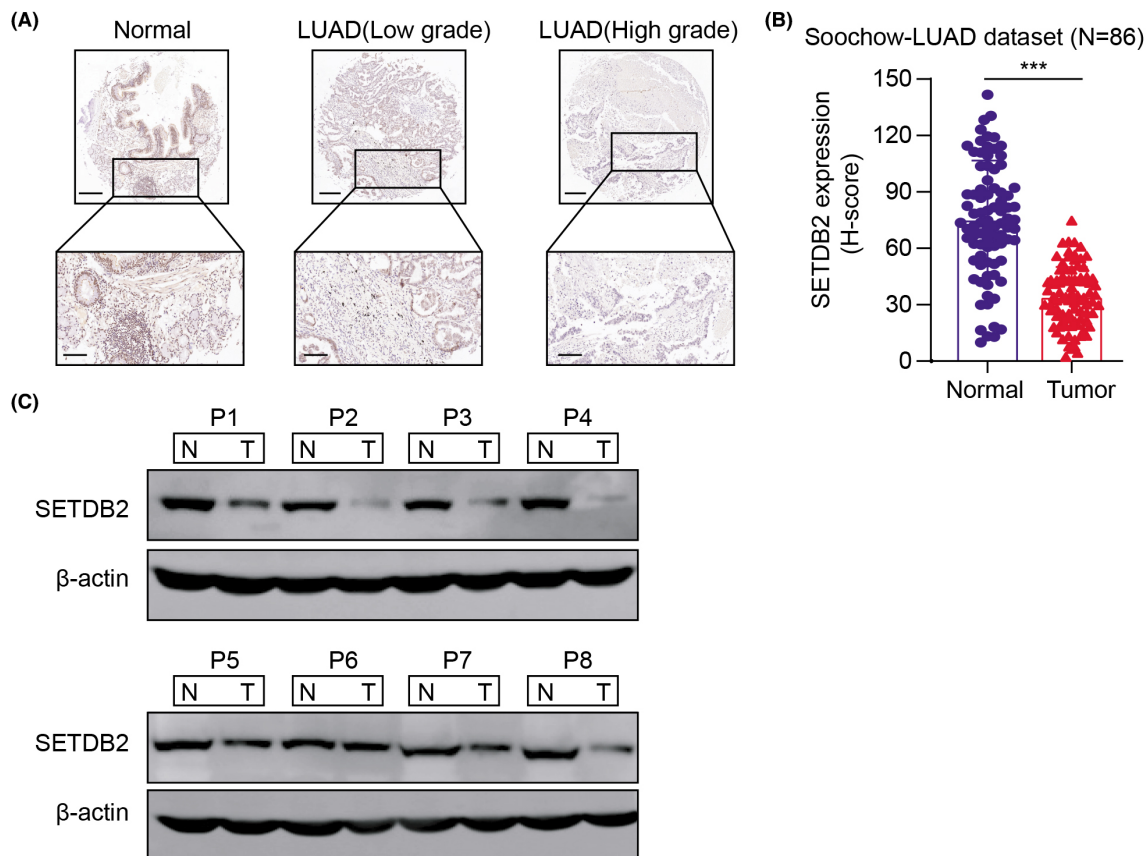 (A)
Normal
LUAD(Low grade)
LUAD(High grade)
(B)
Soochow-LUAD dataset (N=86)
***
SETDB2 expression
(H-score)
150
120
90
60
30
0
Normal
Tumor
(C)
P1
P2
P3
P4
N T
N T
N T
N T
SETDB2
β-actin
P5
P6
P7
P8
N T
N T
N T
N T
SETDB2
β-actin